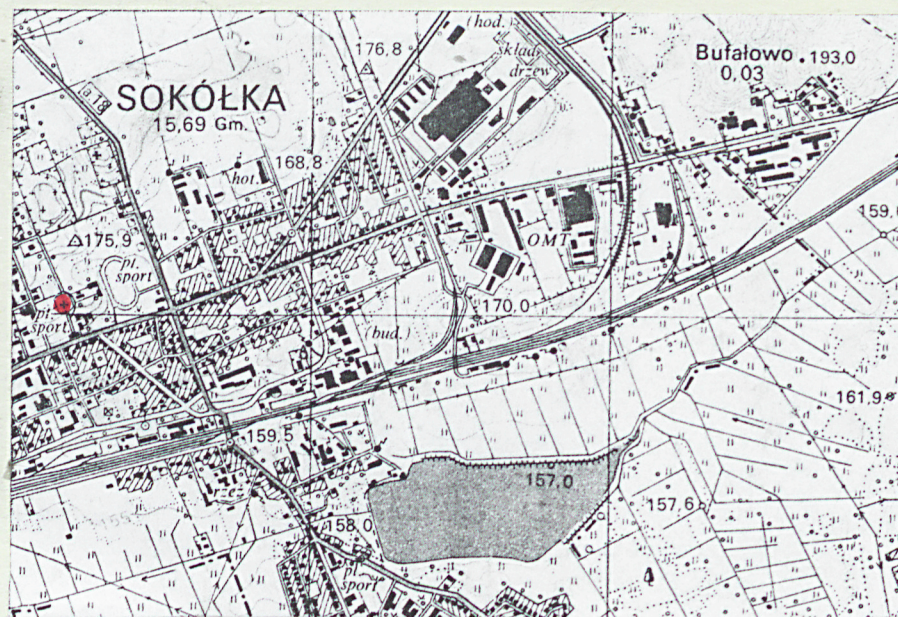 (hod.)
skład.
drzew
żw.
Bufałowo
.193,0
0,03
176,8
SOKÓŁKA
15,69 Gm.
168,8
hot.
159,
175,9
pl.
sport
OMT
170,0
pl.
sport.
(bud.)
161,9
159,5
157,0
157,6
158,0
pl.
sport